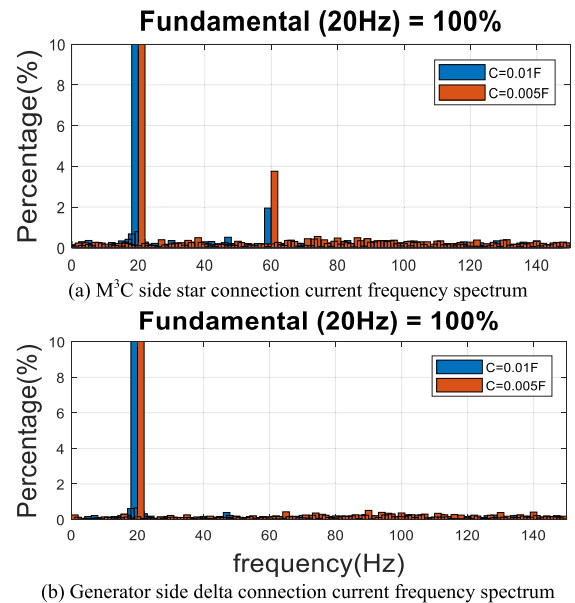 Fundamental (20Hz) = 100%
Percentage(%)
10
8
6
4
2
0
C=0.01F
C=0.005F
0 20 40 60 80 100 120 140
(a) M³C side star connection current frequency spectrum
Fundamental (20Hz) = 100%
Percentage(%)
10
8
6
4
2
0
C=0.01F
C=0.005F
0 20 40 60 80 100 120 140
frequency(Hz)
(b) Generator side delta connection current frequency spectrum